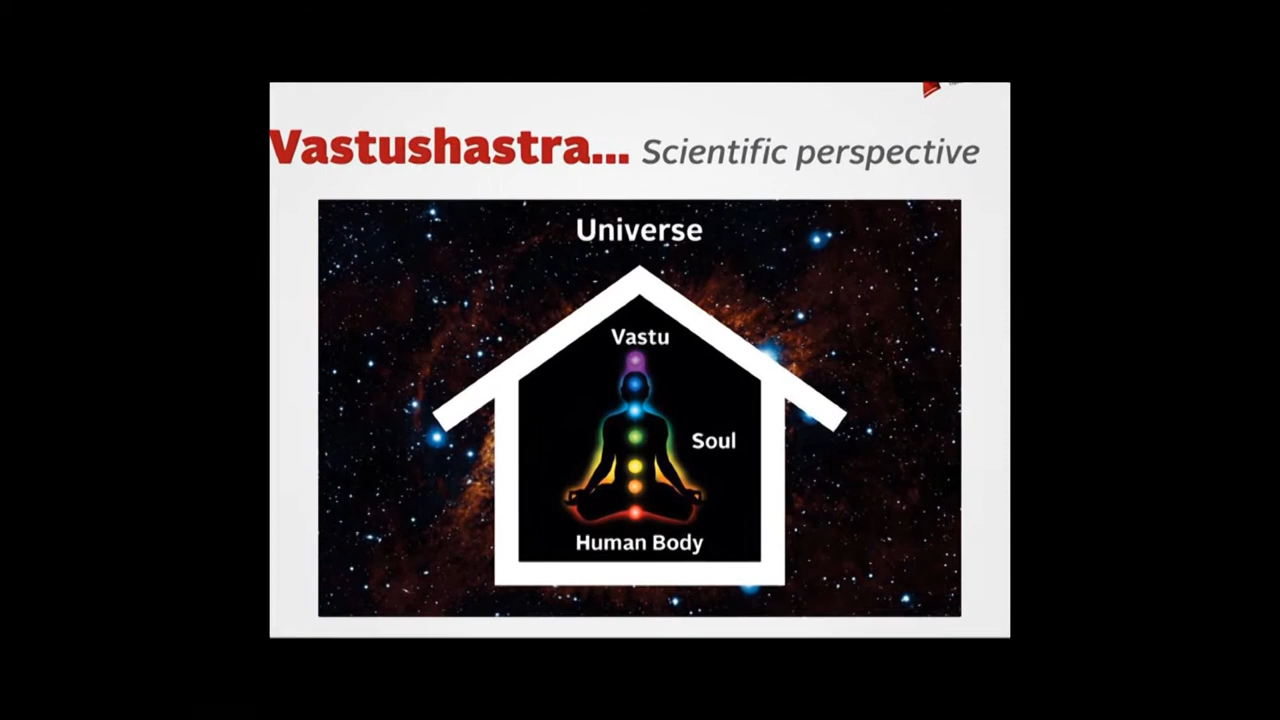 Vastushastra... Scientific perspective
Universe
Vastu
Soul
Human Body